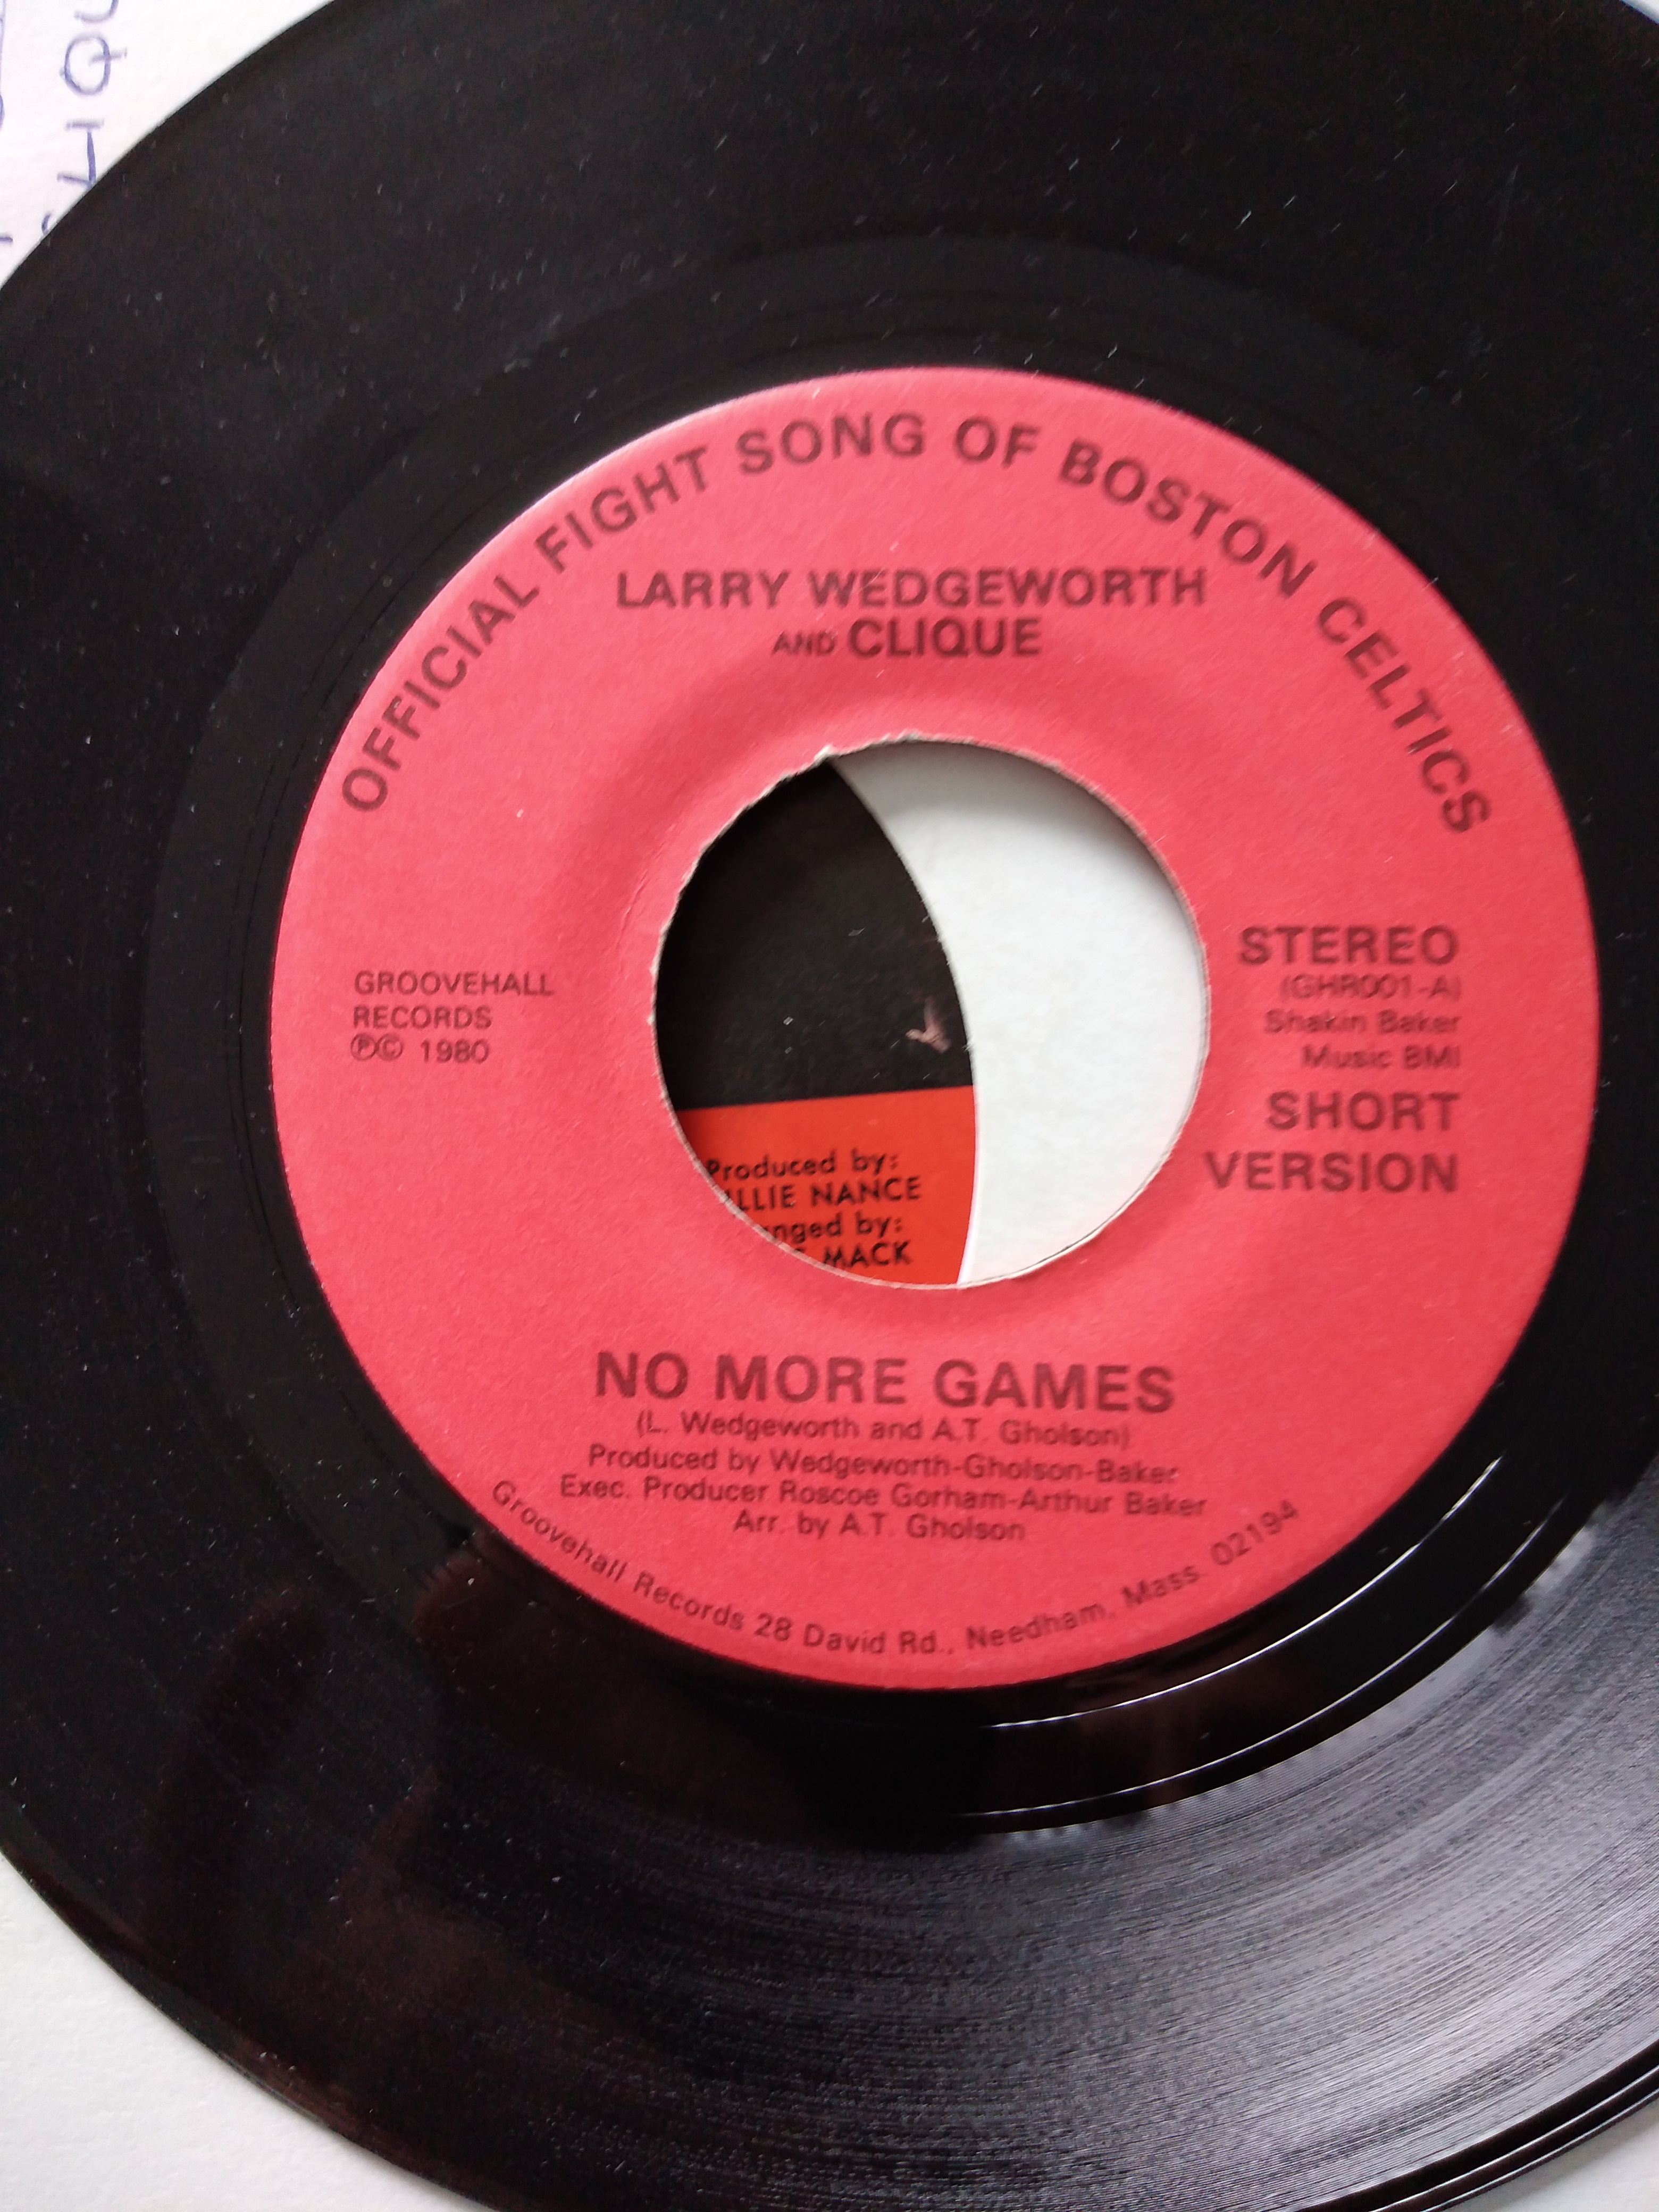 OFFICIAL FIGHT SONG OF BOSTON CELTICS
LARRY WEDGEWORTH
AND CLIQUE
GROOVEHALL
RECORDS
ⓅⒸ 1980
STEREO
(GHR001-A)
Shakin Baker
Music BMI
SHORT
VERSION
Produced by:
NANCE
by:
MACK
NO MORE GAMES
(L. Wedgeworth and A.T. Gholson)
Produced by Wedgeworth-Gholson-Baker
Exec. Producer Roscoe Gorham-Arthur Baker
Arr. by A.T. Gholson
Groovehall Records 28 David Rd., Needham, Mass. 02194